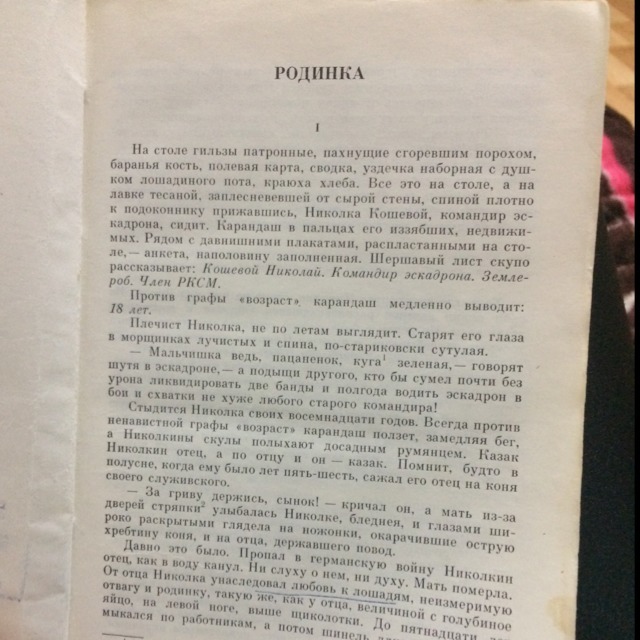 РОДИНКА
I
На столе гильзы патронные, пахнущие сгоревшим порохом,
баранья кость, полевая карта, сводка, уздечка наборная с душ-
ком лошадиного пота, краюха хлеба. Все это на столе, а на
лавке тесаной, заплесневевшей от сырой стены, спиной плотно
к подоконнику прижавшись, Николка Кошевой, командир эс-
кадрона, сидит. Карандаш в пальцах его иззябших, недвижи-
мых. Рядом с давнишними плакатами, распластанными на сто-
ле,— анкета, наполовину заполненная. Шершавый лист скупо
рассказывает: Кошевой Николай. Командир эскадрона. Земле-
роб. Член РКСМ.
Против графы «возраст» карандаш медленно выводит:
18 лет.
Плечист Николка, не по летам выглядит. Старят его глаза
в морщинках лучистых и спина, по-стариковски сутулая.
— Мальчишка ведь, пацаненок, куга¹ зеленая,— говорят
шутя в эскадроне,— а подыщи другого, кто бы сумел почти без
урона ликвидировать две банды и полгода водить эскадрон в
бои и схватки не хуже любого старого командира!
Стыдится Николка своих восемнадцати годов. Всегда против
ненавистной графы «возраст» карандаш ползет, замедляя бег,
а Николкины скулы полыхают досадным румянцем. Казак
Николкин отец, а по отцу и он — казак. Помнит, будто в
полусне, когда ему было лет пять-шесть, сажал его отец на коня
своего служивского.
— За гриву держись, сынок! — кричал он, а мать из-за
дверей стряпки² улыбалась Николке, бледнея, и глазами ши-
роко раскрытыми глядела на ножонки, окарачившие острую
хребтину коня, и на отца, державшего повод.
Давно это было. Пропал в германскую войну Николкин
отец, как в воду канул. Ни слуху о нем, ни духу. Мать померла.
От отца Николка унаследовал любовь к лошадям, неизмеримую
отвагу и родинку, такую же, как у отца, величиной с голубиное
яйцо, на левой ноге, выше щиколотки. До пятнадцати
мыкался по работникам, а потом шинель